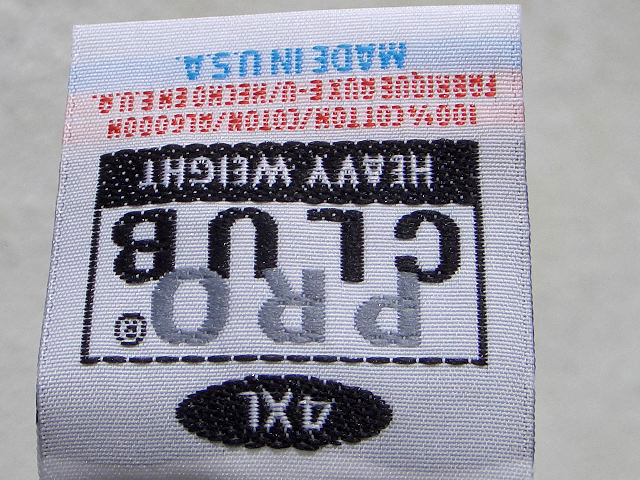 4XL
PRO®
CLUB
HEAVY WEIGHT
100% COTTON/COTON/ALGODON
FABRIQUE AUX E-U/HECHO EN E.U.A.
MADE IN U.S.A.